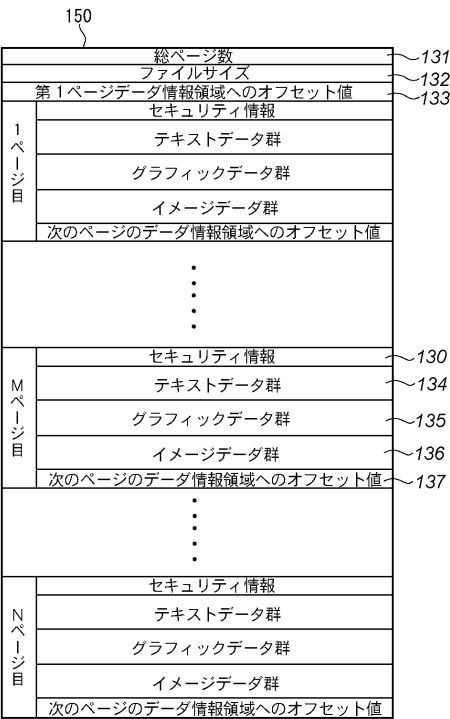 150
総ページ数 131
ファイルサイズ 132
第1ページデータ情報領域へのオフセット値 133
1ページ目
セキュリティ情報
テキストデータ群
グラフィックデータ群
イメージデータ群
次のページのデータ情報領域へのオフセット値
Mページ目
セキュリティ情報 130
テキストデータ群 134
グラフィックデータ群 135
イメージデータ群 136
次のページのデータ情報領域へのオフセット値 137
Nページ目
セキュリティ情報
テキストデータ群
グラフィックデータ群
イメージデータ群
次のページのデータ情報領域へのオフセット値